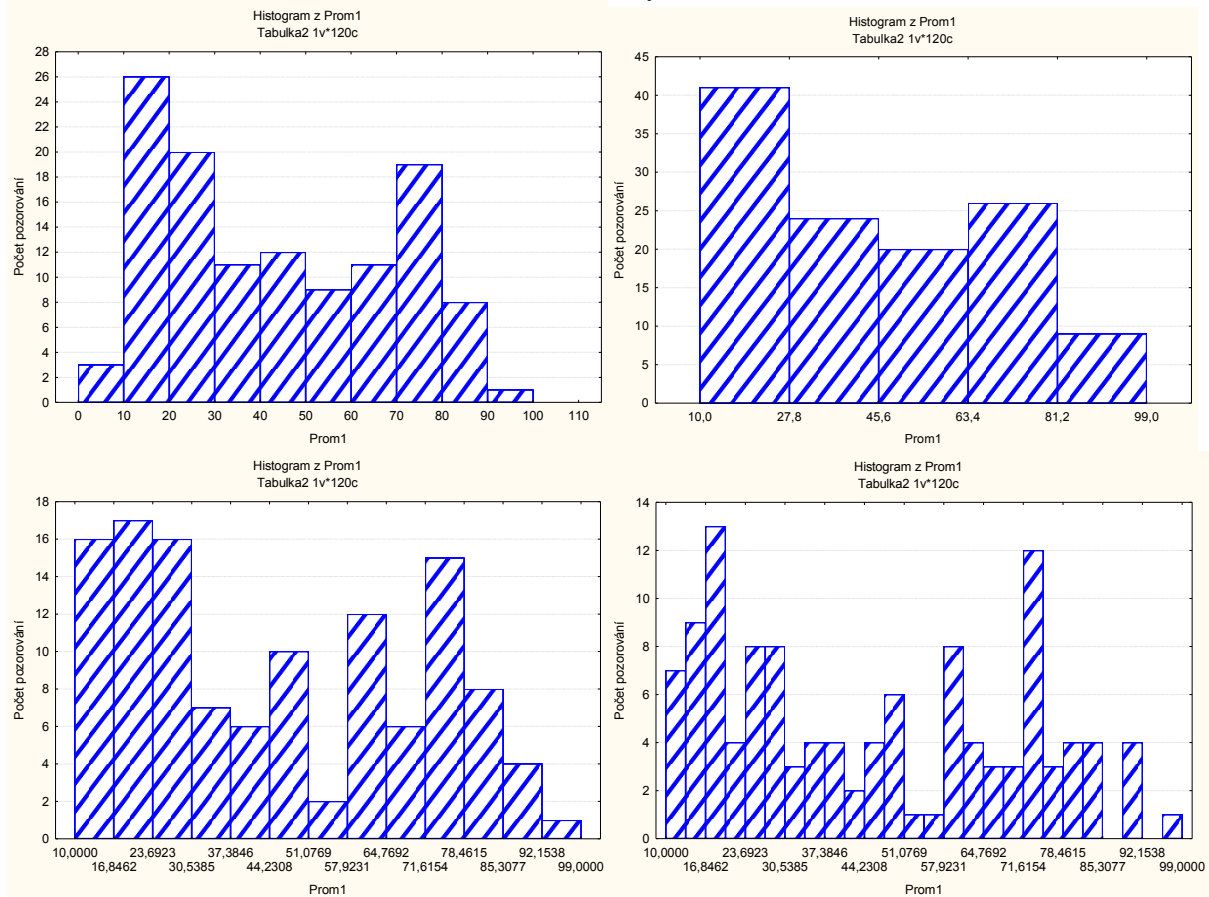 Histogram z Prom1
Tabulka2 1v*120c
28
26
24
22
20
18
16
14
12
10
8
6
4
2
0
Počet pozorování
0 10 20 30 40 50 60 70 80 90 100 110
Prom1
Histogram z Prom1
Tabulka2 1v*120c
45
40
35
30
25
20
15
10
5
0
Počet pozorování
10,0 27,8 45,6 63,4 81,2 99,0
Prom1
Histogram z Prom1
Tabulka2 1v*120c
18
16
14
12
10
8
6
4
2
0
Počet pozorování
10,0000 23,6923 37,3846 51,0769 64,7692 78,4615 92,1538
16,8462 30,5385 44,2308 57,9231 71,6154 85,3077 99,0000
Prom1
Histogram z Prom1
Tabulka2 1v*120c
14
12
10
8
6
4
2
0
Počet pozorování
10,0000 23,6923 37,3846 51,0769 64,7692 78,4615 92,1538
16,8462 30,5385 44,2308 57,9231 71,6154 85,3077 99,0000
Prom1